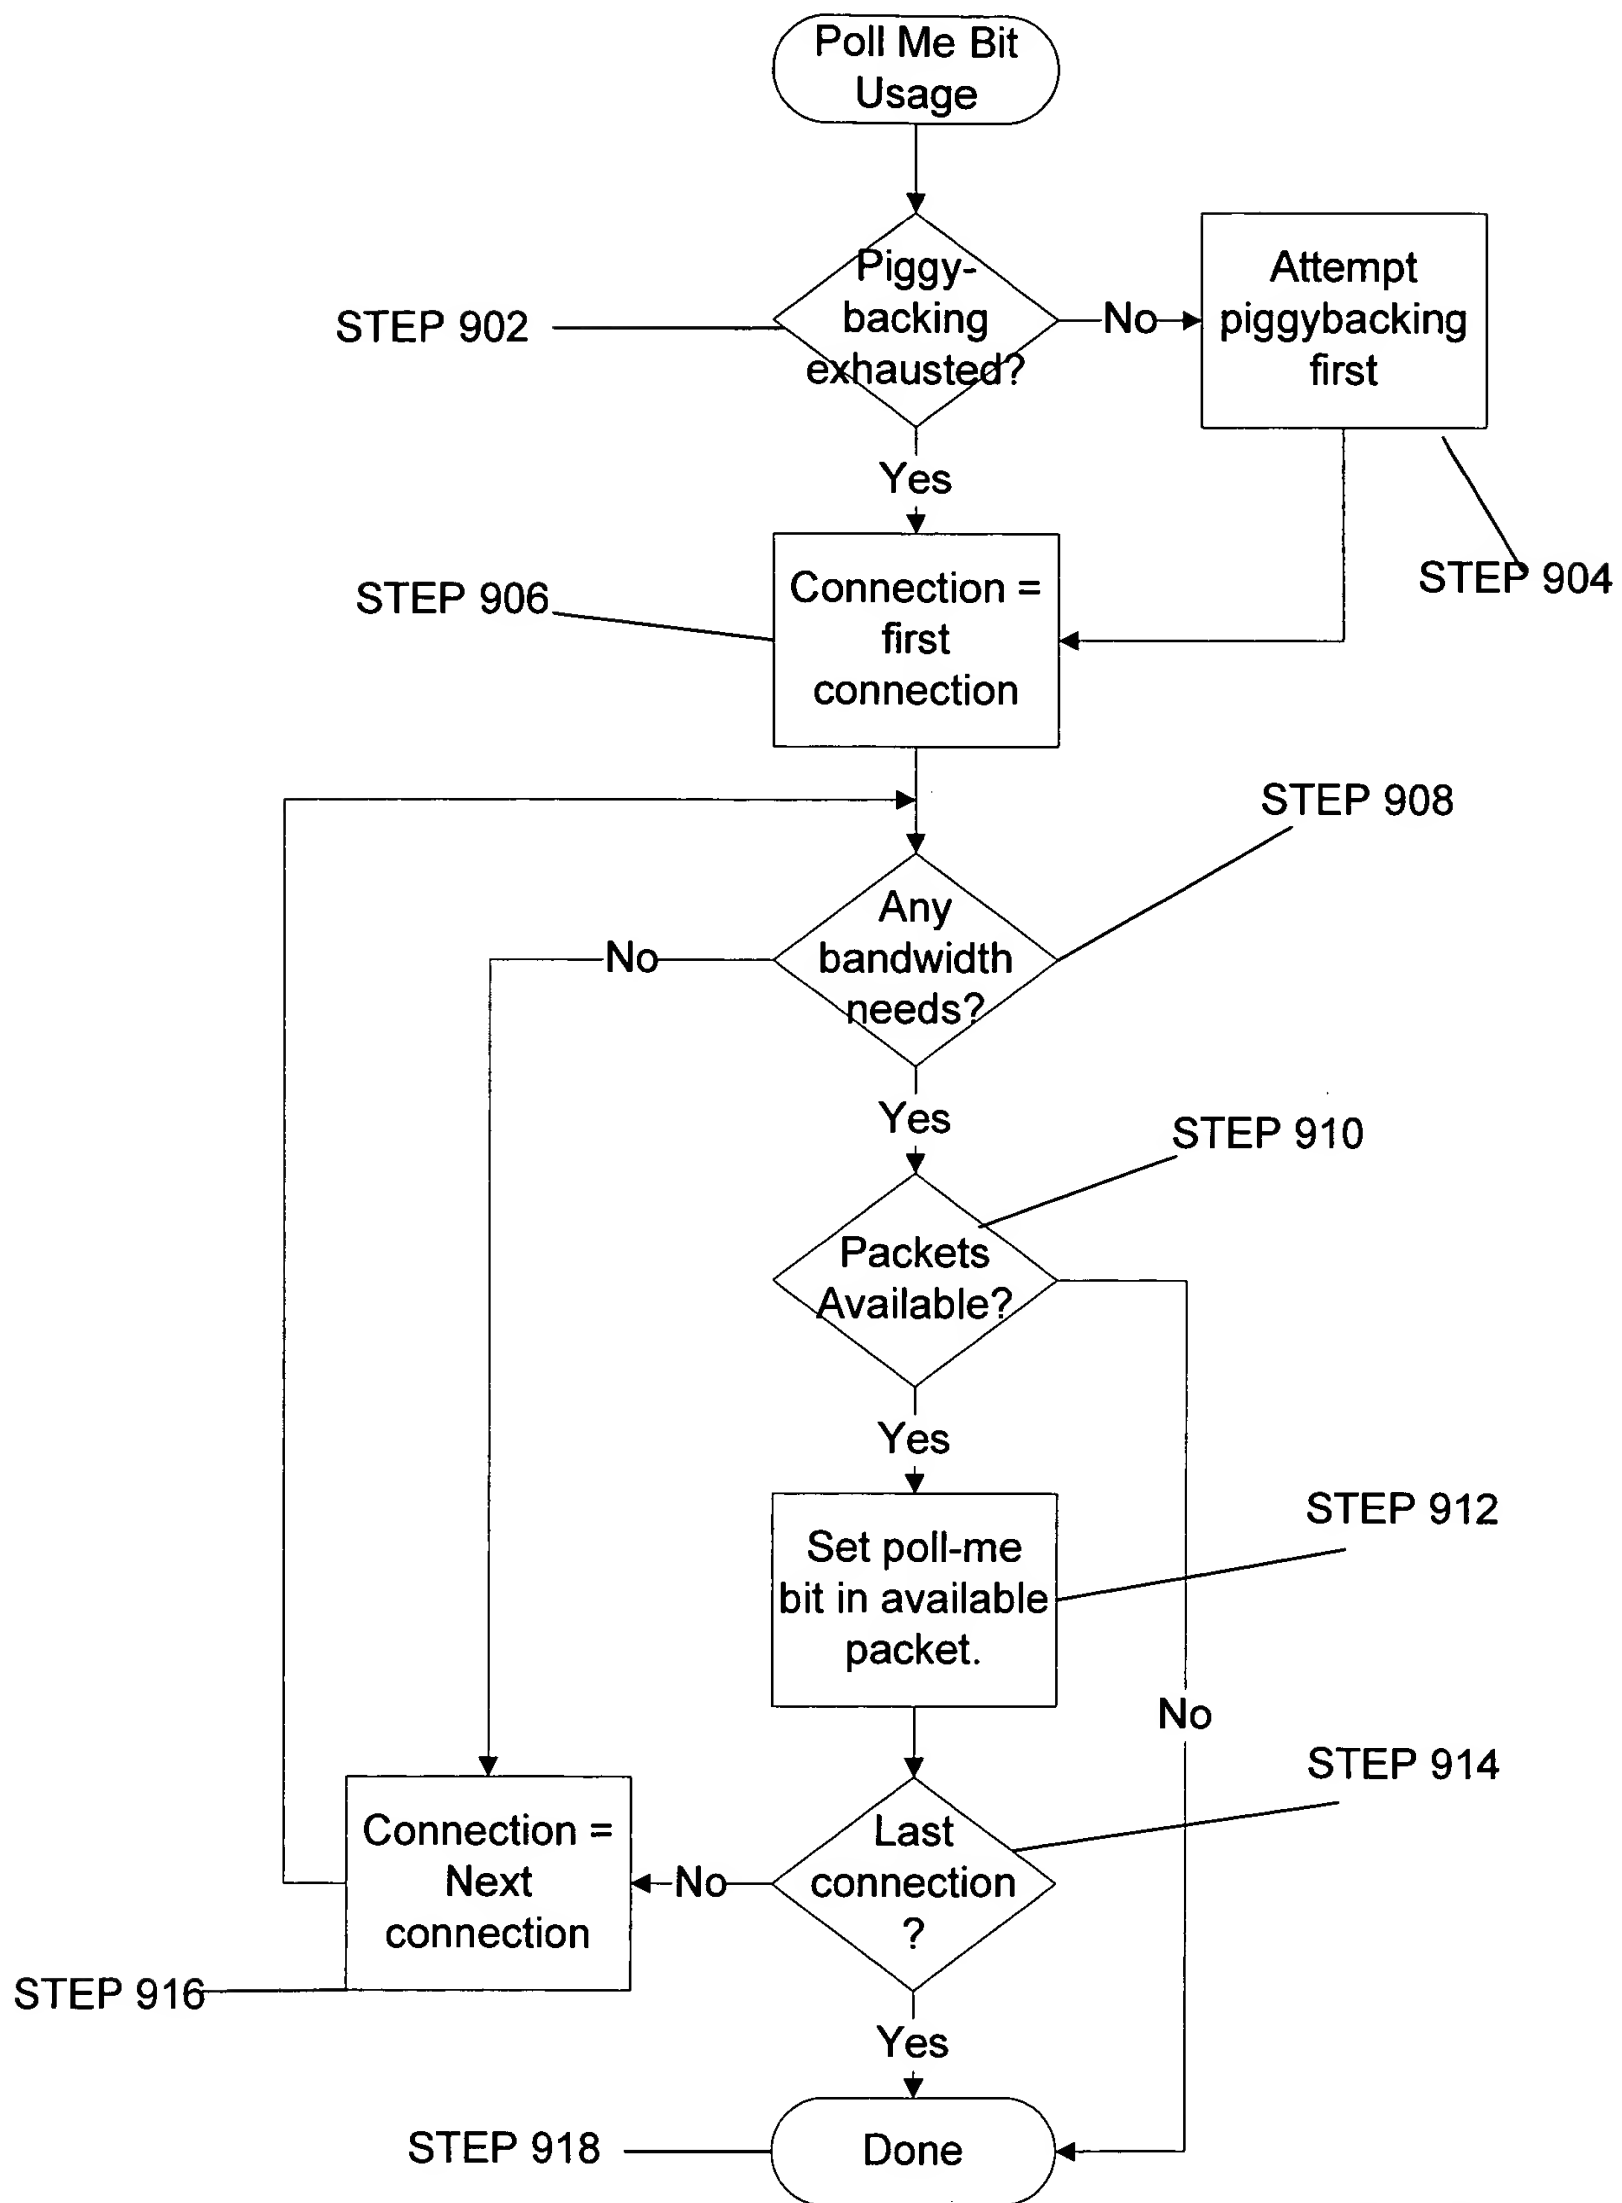 Poll Me Bit
Usage
Piggy-
backing
exhausted?
STEP 902
No
Attempt
piggybacking
first
STEP 904
Yes
Connection =
first
connection
STEP 906
STEP 908
Any
bandwidth
needs?
No
Yes
STEP 910
Packets
Available?
Yes
STEP 912
Set poll-me
bit in available
packet.
No
STEP 914
Last
connection
?
No
Connection =
Next
connection
STEP 916
Yes
STEP 918
Done